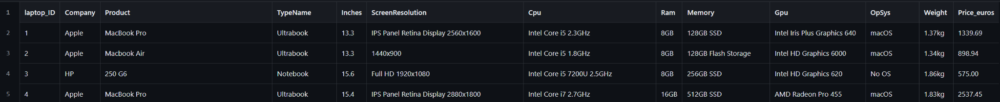 1 laptop_ID Company Product TypeName Inches ScreenResolution Cpu Ram Memory Gpu OpSys Weight Price_euros
2 1 Apple MacBook Pro Ultrabook 13.3 IPS Panel Retina Display 2560x1600 Intel Core i5 2.3GHz 8GB 128GB SSD Intel Iris Plus Graphics 640 macOS 1.37kg 1339.69
3 2 Apple Macbook Air Ultrabook 13.3 1440x900 Intel Core i5 1.8GHz 8GB 128GB Flash Storage Intel HD Graphics 6000 macOS 1.34kg 898.94
4 3 HP 250 G6 Notebook 15.6 Full HD 1920x1080 Intel Core i5 7200U 2.5GHz 8GB 256GB SSD Intel HD Graphics 620 No OS 1.86kg 575.00
5 4 Apple MacBook Pro Ultrabook 15.4 IPS Panel Retina Display 2880x1800 Intel Core i7 2.7GHz 16GB 512GB SSD AMD Radeon Pro 455 macOS 1.83kg 2537.45